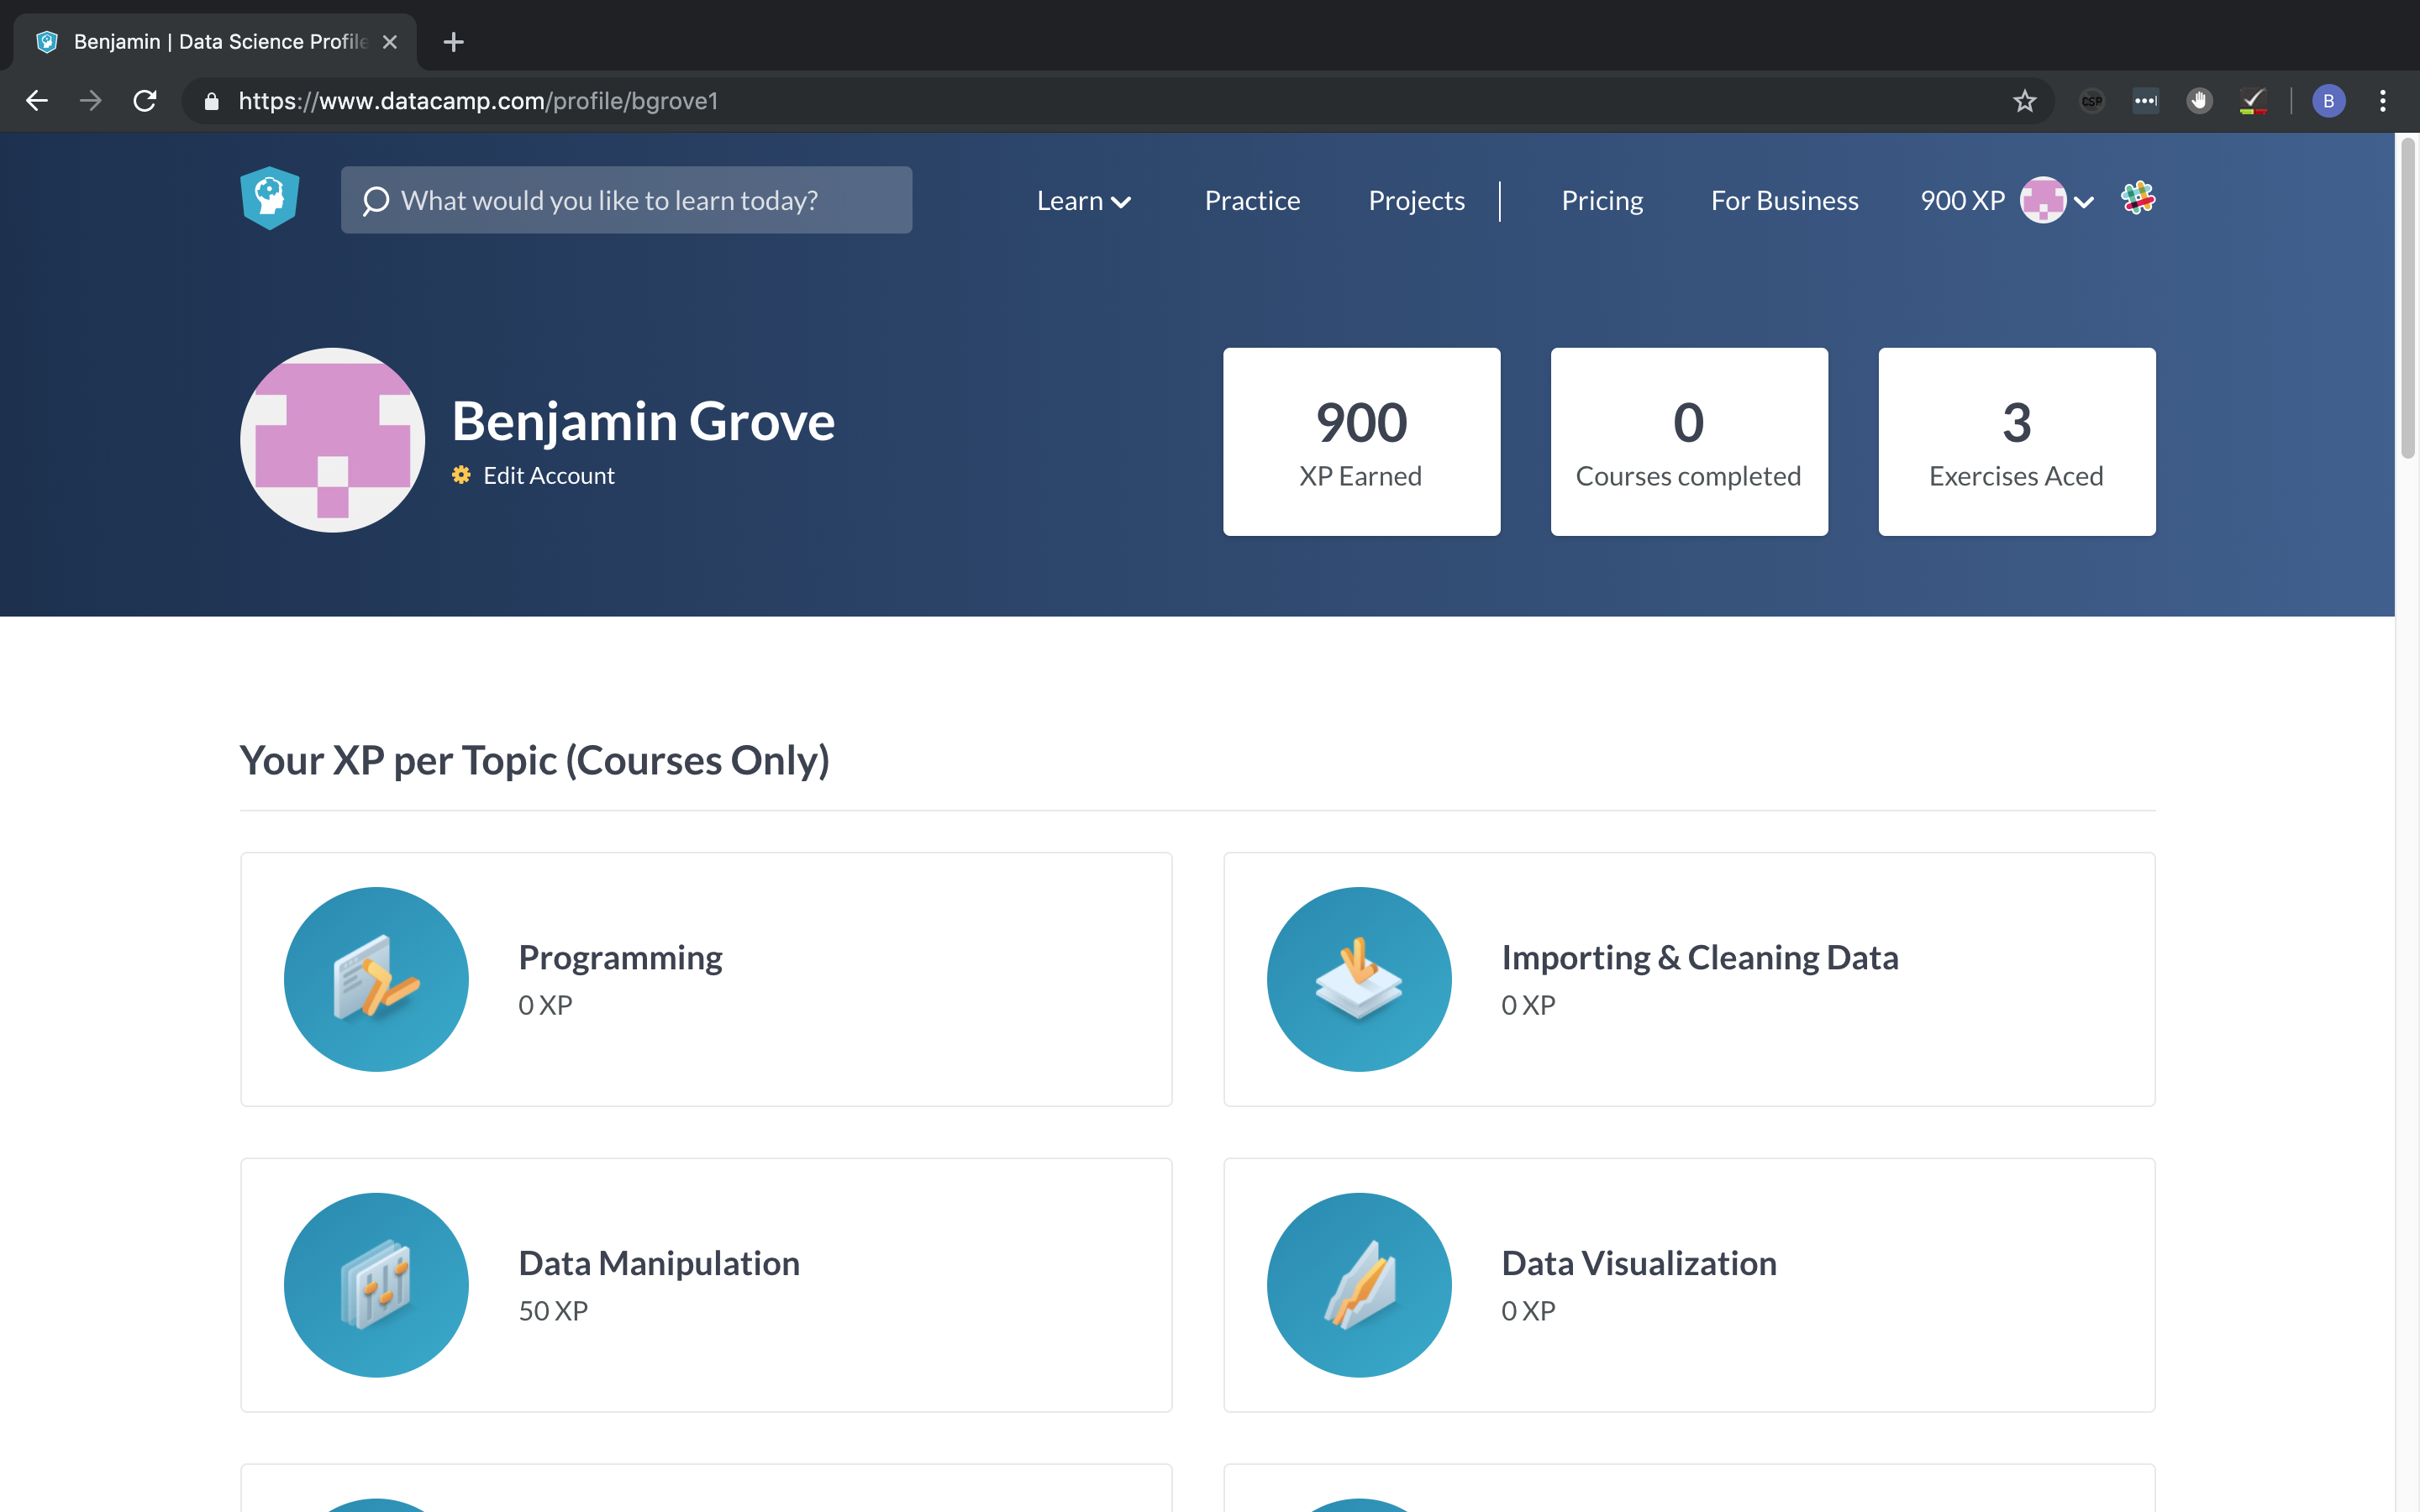 Benjamin | Data Science Profile
https://www.datacamp.com/profile/bgrove1
CSP
B
What would you like to learn today?
Learn
Practice
Projects
Pricing
For Business
900 XP
Benjamin Grove
Edit Account
900
XP Earned
0
Courses completed
3
Exercises Aced
Your XP per Topic (Courses Only)
Programming
0 XP
Importing & Cleaning Data
0 XP
Data Manipulation
50 XP
Data Visualization
0 XP